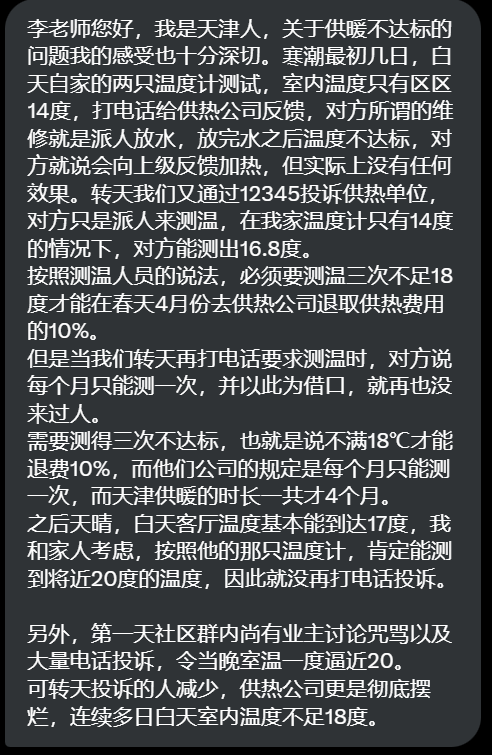 李老师您好，我是天津人，关于供暖不达标的
问题我的感受也十分深切。寒潮最初几日，白
天自家的两只温度计测试，室内温度只有区区
14度，打电话给供热公司反馈，对方所谓的维
修就是派人放水，放完水之后温度不达标，对
方就说会向上级反馈加热，但实际上没有任何
效果。转天我们又通过12345投诉供热单位，
对方只是派人来测温，在我家温度计只有14度
的情况下，对方能测出16.8度。
按照测温人员的说法，必须要测温三次不足18
度才能在春天4月份去供热公司退取供热费用
的10%。
但是当我们转天再打电话要求测温时，对方说
每个月只能测一次，并以此为借口，就再也没
来过人。
需要测得三次不达标，也就是说不满18℃才能
退费10%，而他们公司的规定是每个月只能测
一次，而天津供暖的时长一共才4个月。
之后天晴，白天客厅温度基本能到达17度，我
和家人考虑，按照他的那只温度计，肯定能测
到将近20度的温度，因此就没再打电话投诉。
另外，第一天社区群内尚有业主讨论咒骂以及
大量电话投诉，令当晚室温一度逼近20。
可转天投诉的人减少，供热公司更是彻底摆
烂，连续多日白天室内温度不足18度。